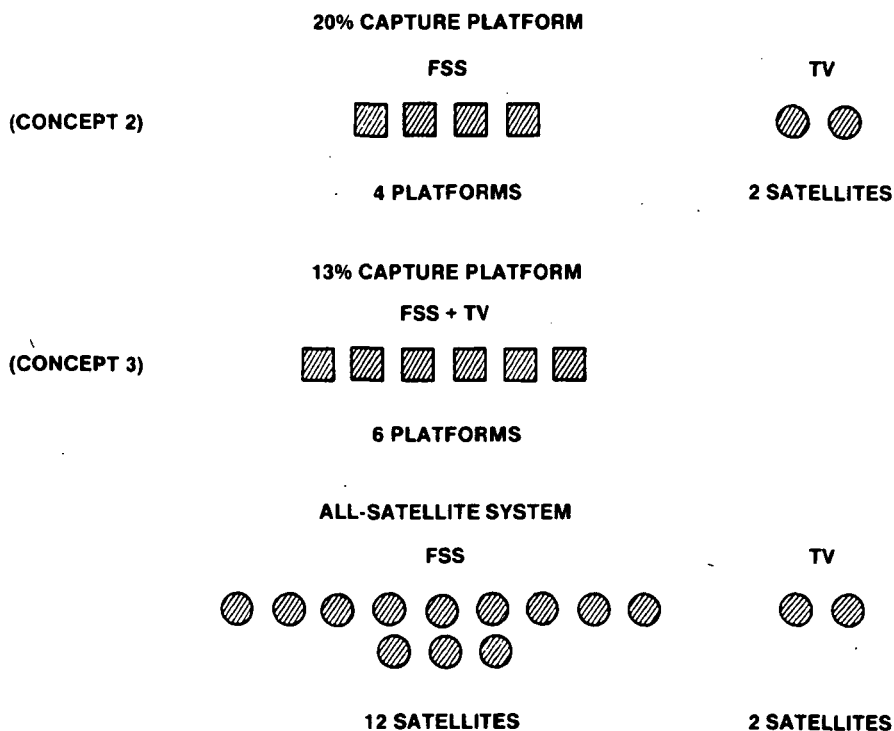 20% CAPTURE PLATFORM
FSS
TV
(CONCEPT 2)
4 PLATFORMS
2 SATELLITES
13% CAPTURE PLATFORM
FSS + TV
(CONCEPT 3)
6 PLATFORMS
ALL-SATELLITE SYSTEM
FSS
TV
12 SATELLITES
2 SATELLITES